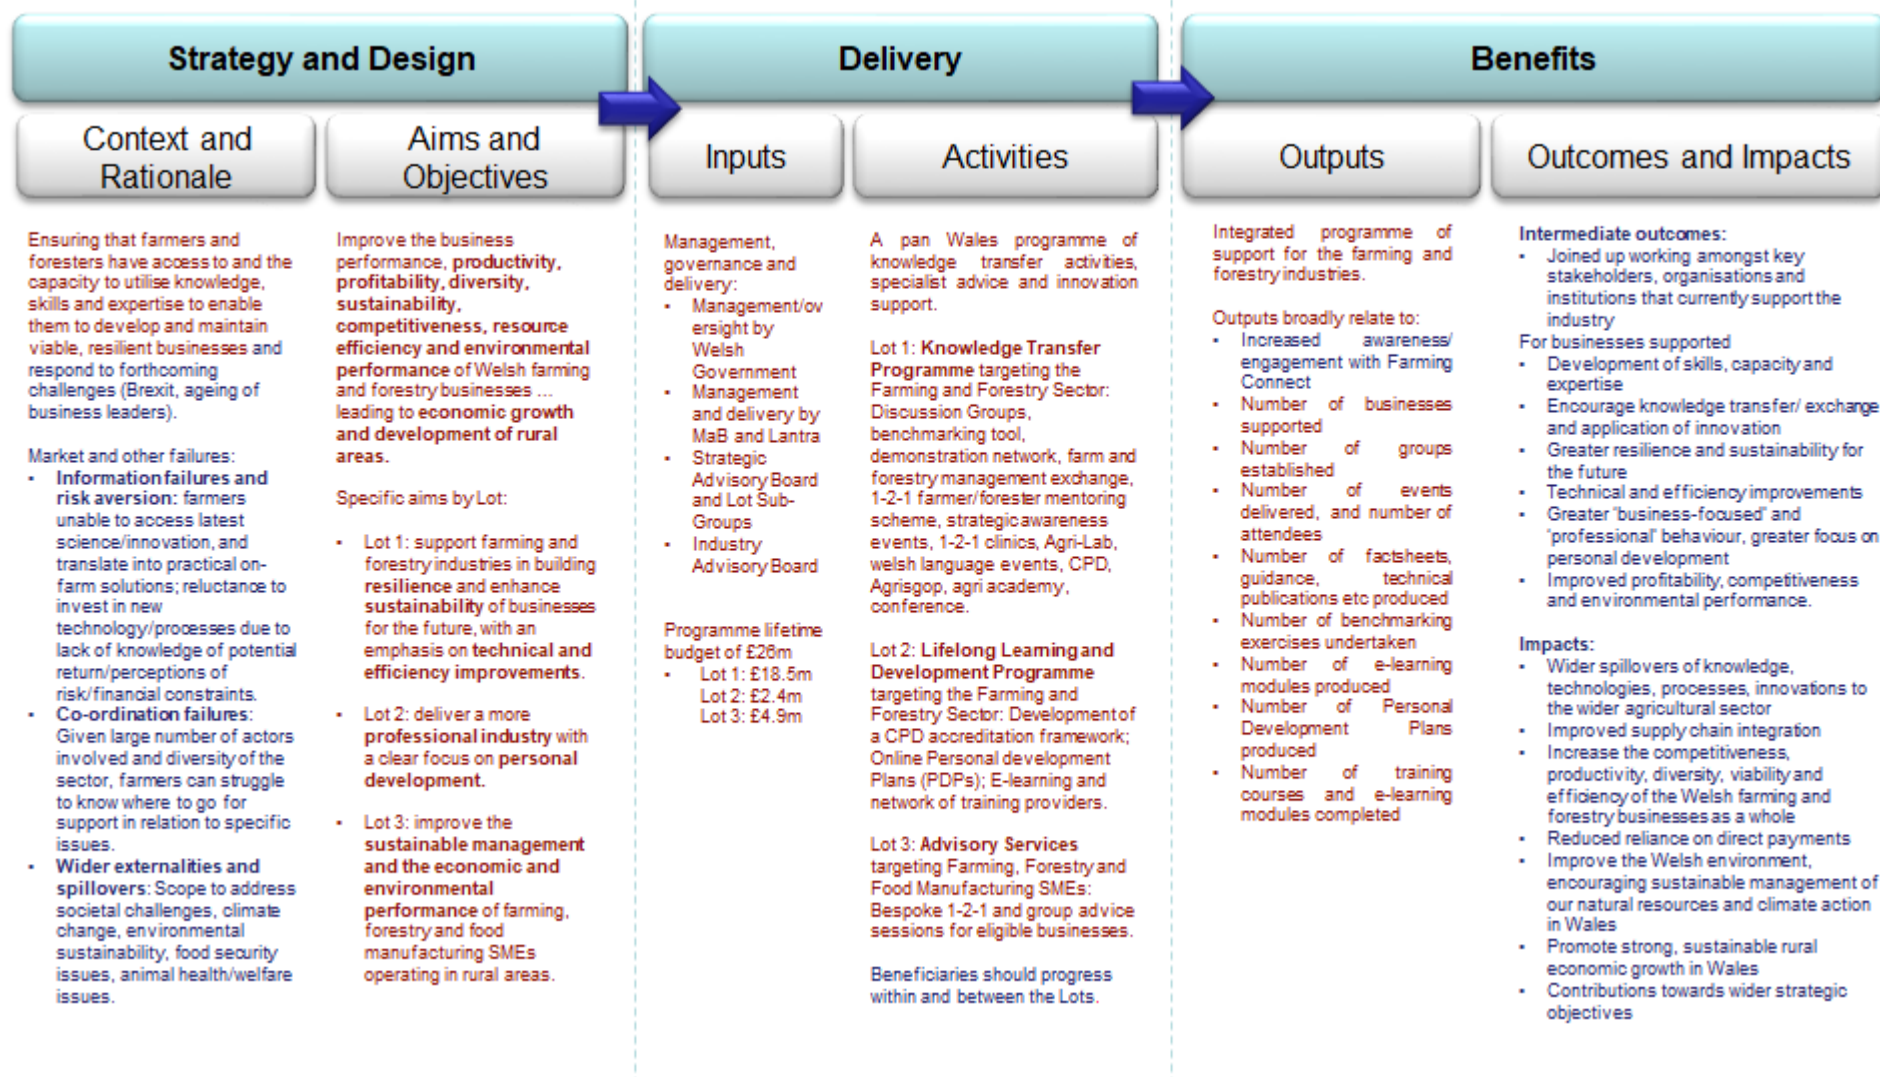 Strategy and Design
Delivery
Benefits
Context and
Rationale
Aims and
Objectives
Inputs
Activities
Outputs
Outcomes and Impacts
Ensuring that farmers and
foresters have access to and the
capacity to utilise knowledge,
skills and expertise to enable
them to develop and maintain
viable, resilient businesses and
respond to forthcoming
challenges (Brexit, ageing of
business leaders).
Market and other failures:
▪ Information failures and
risk aversion: farmers
unable to access latest
science/innovation, and
translate into practical on-
farm solutions; reluctance to
invest in new
technology/processes due to
lack of knowledge of potential
return/perceptions of
risk/financial constraints.
▪ Co-ordination failures:
Given large number of actors
involved and diversity of the
sector, farmers can struggle
to know where to go for
support in relation to specific
issues.
▪ Wider externalities and
spillovers: Scope to address
societal challenges, climate
change, environmental
sustainability, food security
issues, animal health/welfare
issues.
Improve the business
performance, productivity,
profitability, diversity,
sustainability,
competitiveness, resource
efficiency and environmental
performance of Welsh farming
and forestry businesses ...
leading to economic growth
and development of rural
areas.
Specific aims by Lot:
▪ Lot 1: support farming and
forestry industries in building
resilience and enhance
sustainability of businesses
for the future, with an
emphasis on technical and
efficiency improvements.
▪ Lot 2: deliver a more
professional industry with
a clear focus on personal
development.
▪ Lot 3: improve the
sustainable management
and the economic and
environmental
performance of farming,
forestry and food
manufacturing SMEs
operating in rural areas.
Management,
governance and
delivery:
▪ Management/ov
ersight by
Welsh
Government
▪ Management
and delivery by
MaB and Lantra
▪ Strategic
Advisory Board
and Lot Sub-
Groups
▪ Industry
Advisory Board
Programme lifetime
budget of £26m
▪ Lot 1: £18.5m
Lot 2: £2.4m
Lot 3: £4.9m
A pan Wales programme of
knowledge transfer activities,
specialist advice and innovation
support.
Lot 1: Knowledge Transfer
Programme targeting the
Farming and Forestry Sector:
Discussion Groups,
benchmarking tool,
demonstration network, farm and
forestry management exchange,
1-2-1 farmer/forester mentoring
scheme, strategic awareness
events, 1-2-1 clinics, Agri-Lab,
welsh language events, CPD,
Agrisgop, agri academy,
conference.
Lot 2: Lifelong Learning and
Development Programme
targeting the Farming and
Forestry Sector: Development of
a CPD accreditation framework;
Online Personal development
Plans (PDPs); E-learning and
network of training providers.
Lot 3: Advisory Services
targeting Farming, Forestry and
Food Manufacturing SMEs:
Bespoke 1-2-1 and group advice
sessions for eligible businesses.
Beneficiaries should progress
within and between the Lots.
Integrated programme of
support for the farming and
forestry industries.
Outputs broadly relate to:
▪ Increased awareness/
engagement with Farming
Connect
▪ Number of businesses
supported
▪ Number of groups
established
▪ Number of events
delivered, and number of
attendees
▪ Number of factsheets,
guidance, technical
publications etc produced
▪ Number of benchmarking
exercises undertaken
▪ Number of e-learning
modules produced
▪ Number of Personal
Development Plans
produced
▪ Number of training
courses and e-learning
modules completed
Intermediate outcomes:
▪ Joined up working amongst key
stakeholders, organisations and
institutions that currently support the
industry
For businesses supported
▪ Development of skills, capacity and
expertise
▪ Encourage knowledge transfer/ exchange
and application of innovation
▪ Greater resilience and sustainability for
the future
▪ Technical and efficiency improvements
▪ Greater 'business-focused' and
'professional' behaviour, greater focus on
personal development
▪ Improved profitability, competitiveness
and environmental performance.
Impacts:
▪ Wider spillovers of knowledge,
technologies, processes, innovations to
the wider agricultural sector
▪ Improved supply chain integration
▪ Increase the competitiveness,
productivity, diversity, viability and
efficiency of the Welsh farming and
forestry businesses as a whole
▪ Reduced reliance on direct payments
▪ Improve the Welsh environment,
encouraging sustainable management of
our natural resources and climate action
in Wales
▪ Promote strong, sustainable rural
economic growth in Wales
▪ Contributions towards wider strategic
objectives